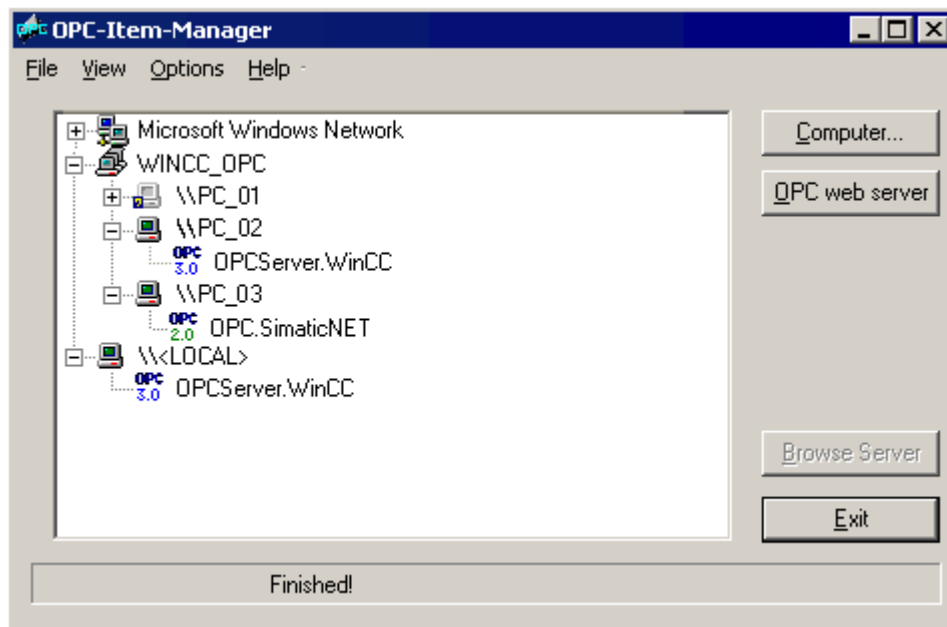 OPC OPC-Item-Manager
File View Options Help
Microsoft Windows Network
Computer...
WINCC_OPC
\\PC_01
OPC web server
\\PC_02
OPC 3.0 OPCServer.WinCC
\\PC_03
OPC 2.0 OPC.SimaticNET
\\<LOCAL>
OPC 3.0 OPCServer.WinCC
Browse Server
Exit
Finished!